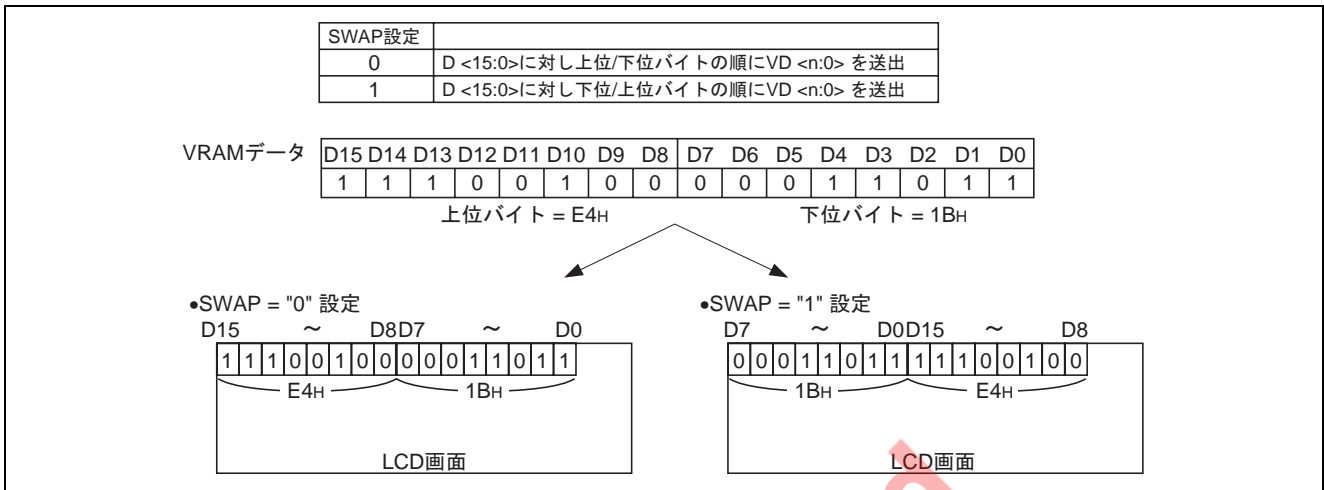 SWAP設定
0 D <15:0>に対し上位/下位バイトの順にVD <n:0> を送出
1 D <15:0>に対し下位/上位バイトの順にVD <n:0> を送出
VRAMデータ D15 D14 D13 D12 D11 D10 D9 D8 D7 D6 D5 D4 D3 D2 D1 D0
1 1 1 0 0 1 0 0 0 0 0 1 1 0 1 1
上位バイト = E4H 下位バイト = 1BH
•SWAP = "0" 設定
D15 ～ D8D7 ～ D0
1 1 1 0 0 1 0 0 0 0 0 1 1 0 1 1
E4H 1BH
LCD画面
•SWAP = "1" 設定
D7 ～ D0D15 ～ D8
0 0 0 1 1 0 1 1 1 1 1 0 0 1 0 0
1BH E4H
LCD画面